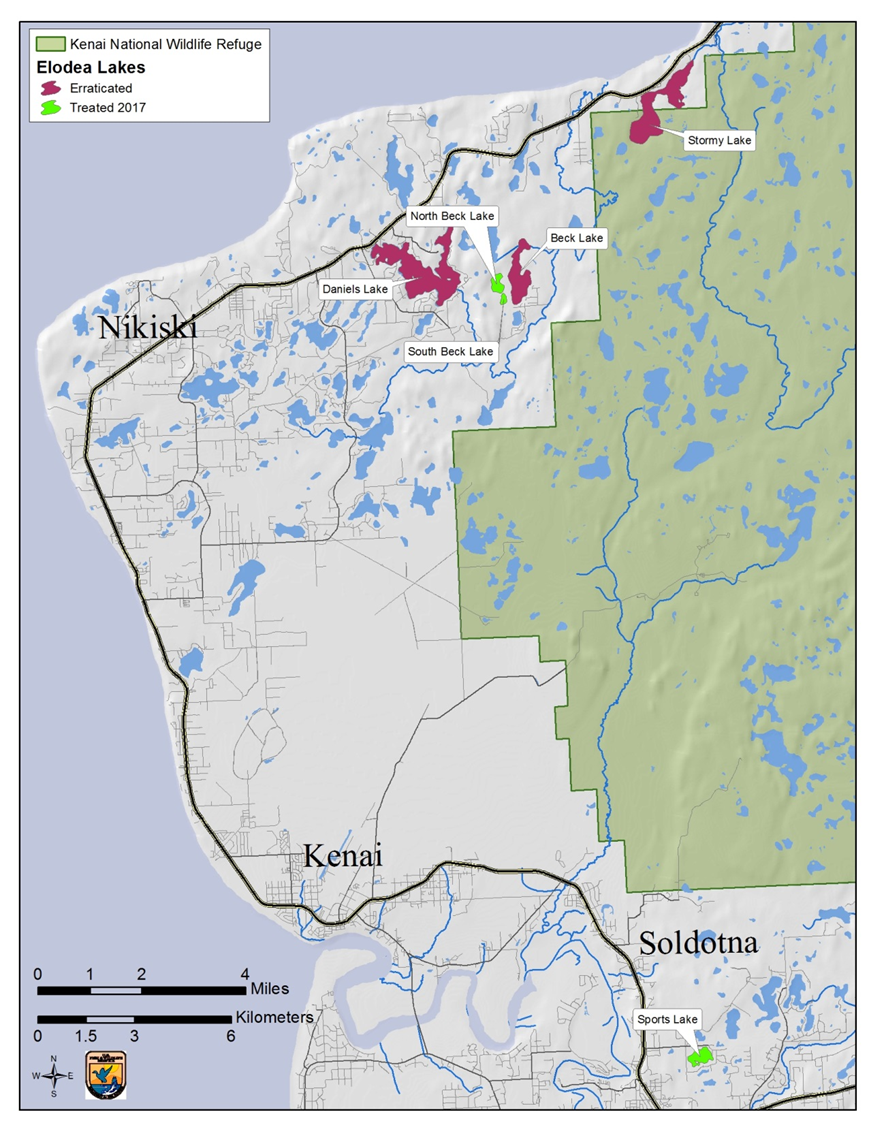 Kenai National Wildlife Refuge
Elodea Lakes
Erraticated
Treated 2017
Stormy Lake
North Beck Lake
Beck Lake
Daniels Lake
Nikiski
South Beck Lake
Kenai
Soldotna
0 1 2 4
Miles
Kilometers
0 1.5 3 6
Sports Lake
N
W E
S